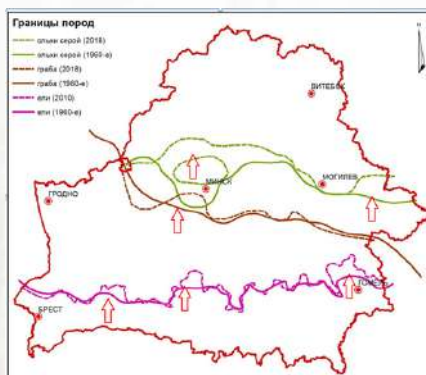 Границы пород
ольхи серой (2018)
ольхи серой (1960-е)
граба (2018)
граба (1960-е)
ели (2010)
ели (1960-е)
ВИТЕБСК
ГРОДНО
МИНСК
МОГИЛЕВ
БРЕСТ
ГОМЕЛЬ